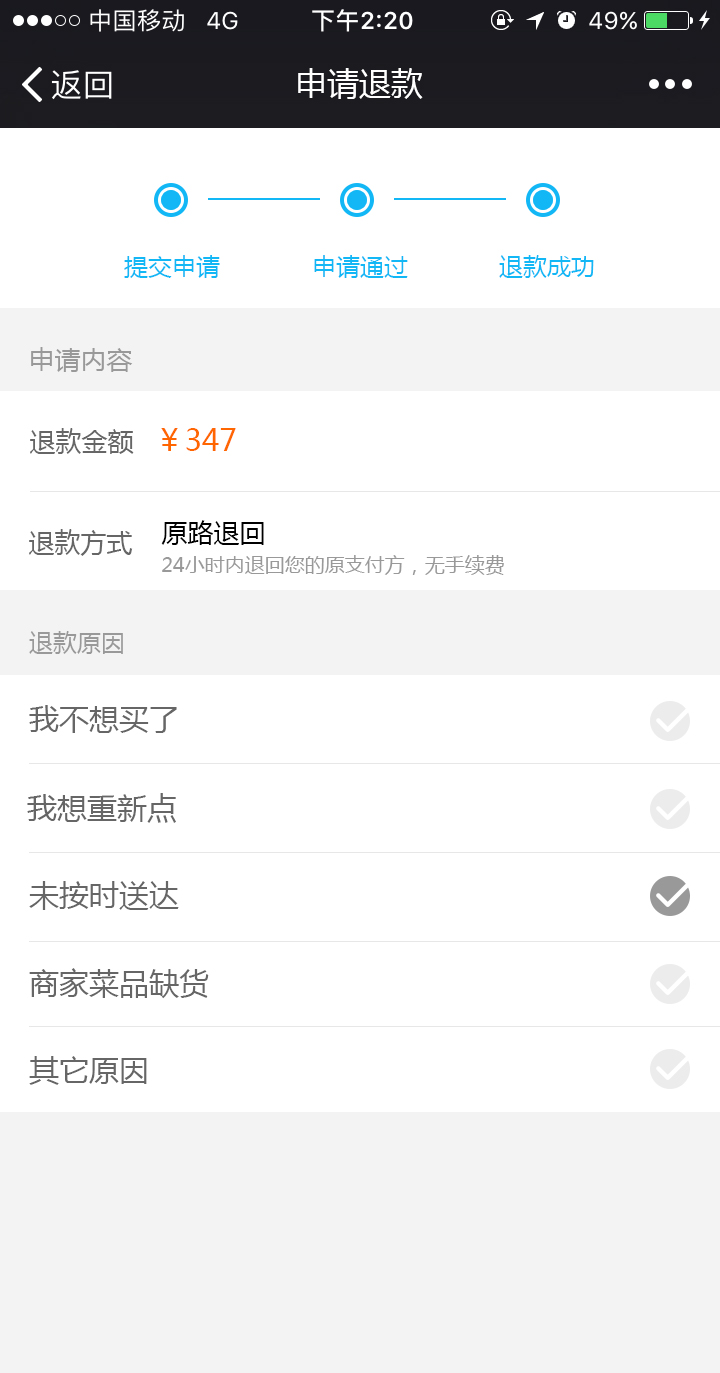 中国移动 4G 下午2:20 49%
返回 申请退款
提交申请 申请通过 退款成功
申请内容
退款金额 ¥ 347
退款方式 原路退回
24小时内退回您的原支付方，无手续费
退款原因
我不想买了
我想重新点
未按时送达
商家菜品缺货
其它原因